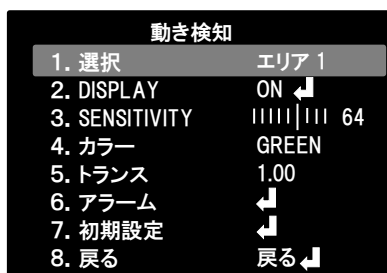 動き検知
1. 選択 エリア 1
2. DISPLAY ON ↲
3. SENSITIVITY 64
4. カラー GREEN
5. トランス 1.00
6. アラーム ↲
7. 初期設定 ↲
8. 戻る 戻る ↲